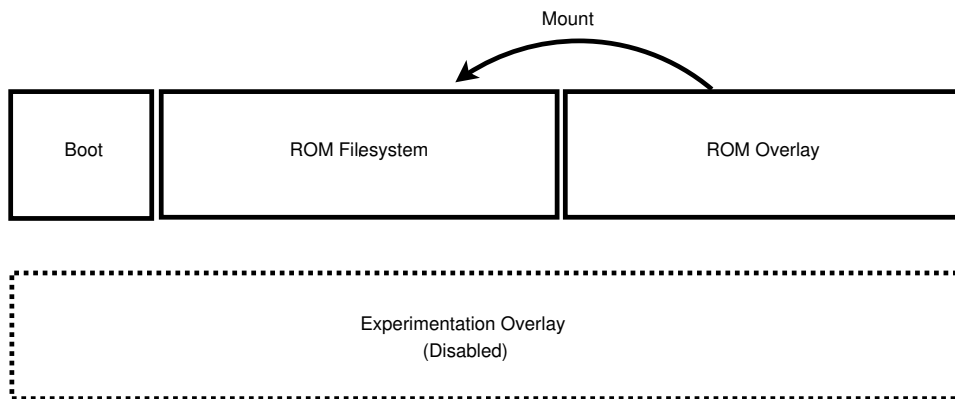 Mount
Boot
ROM Filesystem
ROM Overlay
Experimentation Overlay
(Disabled)